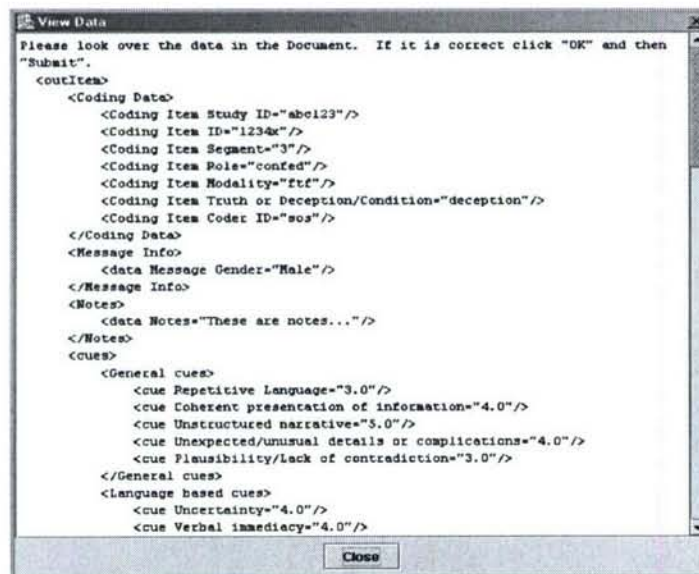 View Data
Please look over the data in the Document. If it is correct click "OK" and then
"Submit".
<outItem>
<Coding Data>
<Coding Item Study ID="abc123"/>
<Coding Item ID="1234x"/>
<Coding Item Segment="3"/>
<Coding Item Role="confed"/>
<Coding Item Modality="ftf"/>
<Coding Item Truth or Deception/Condition="deception"/>
<Coding Item Coder ID="sos"/>
</Coding Data>
<Message Info>
<data Message Gender="Male"/>
</Message Info>
<Notes>
<data Notes="These are notes..."/>
</Notes>
<cues>
<General cues>
<cue Repetitive Language="3.0"/>
<cue Coherent presentation of information="4.0"/>
<cue Unstructured narrative="5.0"/>
<cue Unexpected/unusual details or complications="4.0"/>
<cue Plausibility/Lack of contradiction="3.0"/>
</General cues>
<Language based cues>
<cue Uncertainty="4.0"/>
<cue Verbal immediacy="4.0"/>
Close